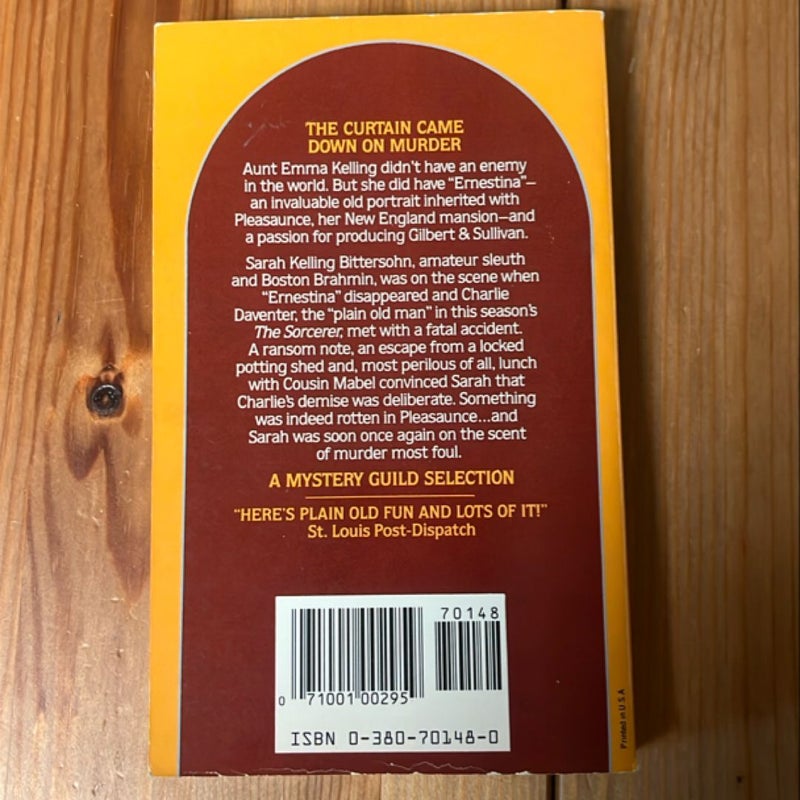 THE CURTAIN CAME
DOWN ON MURDER
Aunt Emma Kelling didn't have an enemy
in the world. But she did have "Ernestina"—
an invaluable old portrait inherited with
Pleasaunce, her New England mansion—and
a passion for producing Gilbert & Sullivan.
Sarah Kelling Bittersohn, amateur sleuth
and Boston Brahmin, was on the scene when
"Ernestina" disappeared and Charlie
Daventer, the "plain old man" in this season's
The Sorcerer, met with a fatal accident.
A ransom note, an escape from a locked
potting shed and, most perilous of all, lunch
with Cousin Mabel convinced Sarah that
Charlie's demise was deliberate. Something
was indeed rotten in Pleasaunce...and
Sarah was soon once again on the scent
of murder most foul.
A MYSTERY GUILD SELECTION
"HERE'S PLAIN OLD FUN AND LOTS OF IT!"
St. Louis Post-Dispatch
70148
0 71001 00295
ISBN 0-380-70148-0
Printed in U.S.A